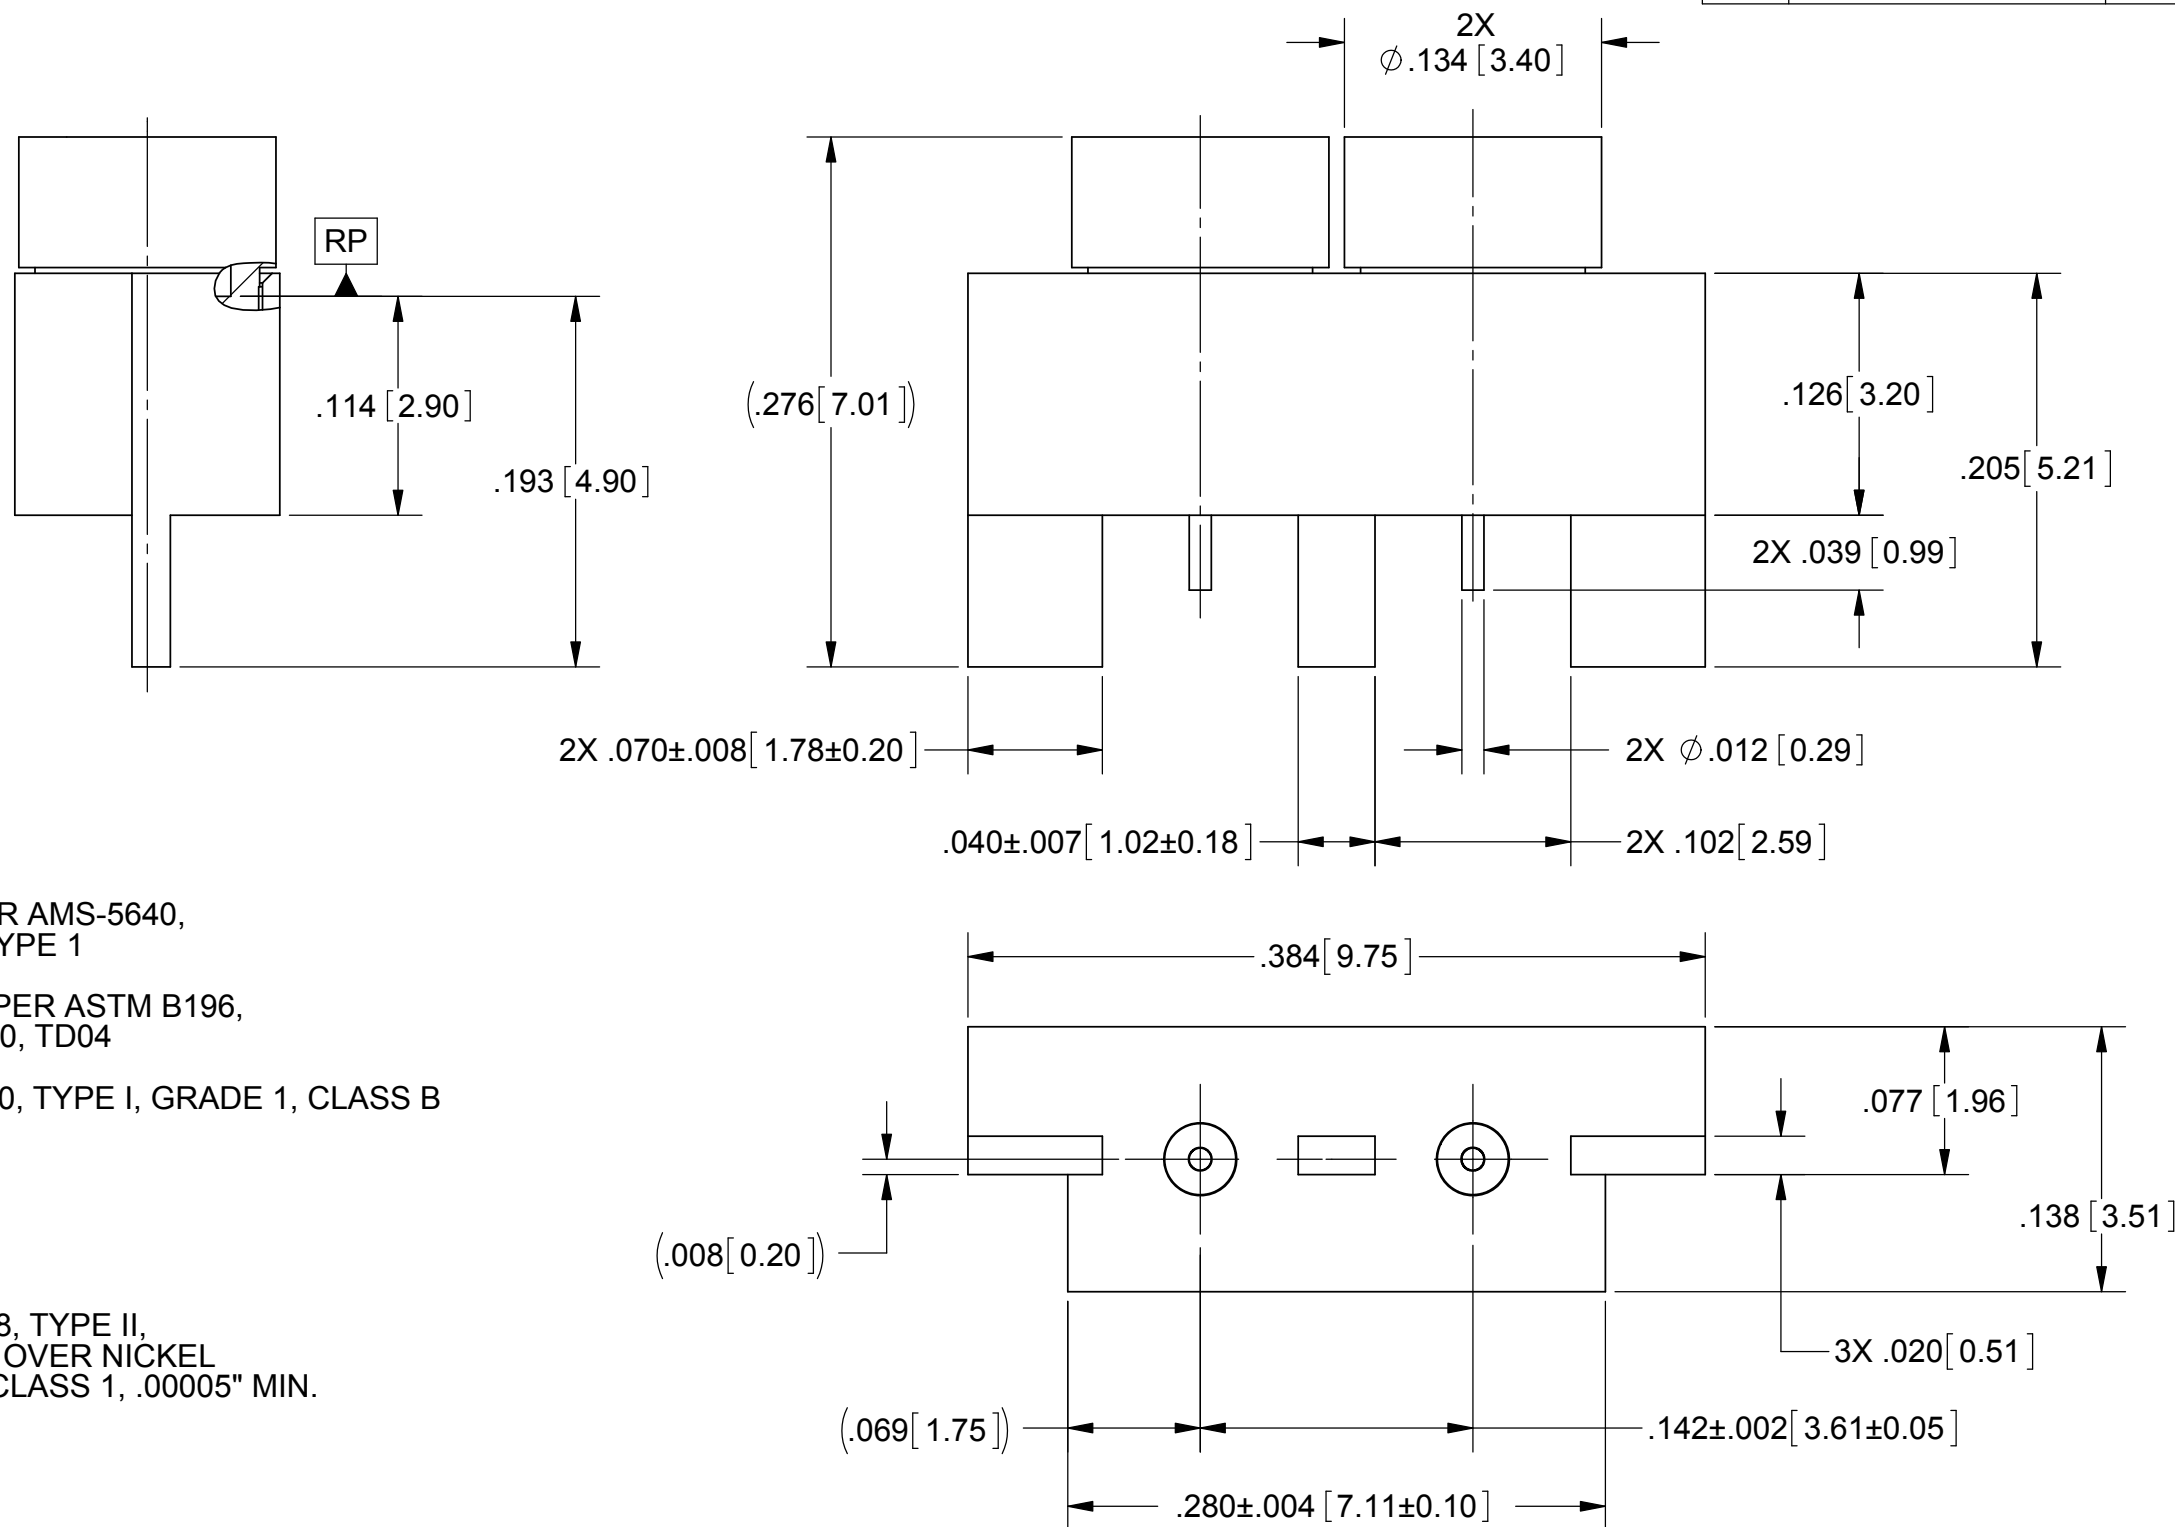 2X
∅.134 [3.40]
RP
.114 [2.90]
.193 [4.90]
(.276[7.01])
.126[3.20]
.205[5.21]
2X .039 [0.99]
2X .070±.008[1.78±0.20]
2X ∅.012 [0.29]
.040±.007[1.02±0.18]
2X .102[2.59]
R AMS-5640,
YPE 1
PER ASTM B196,
0, TD04
0, TYPE I, GRADE 1, CLASS B
.384[9.75]
.077 [1.96]
.138 [3.51]
(.008[0.20])
3X .020[0.51]
8, TYPE II,
OVER NICKEL
CLASS 1, .00005" MIN.
(.069[1.75])
.142±.002[3.61±0.05]
.280±.004 [7.11±0.10]